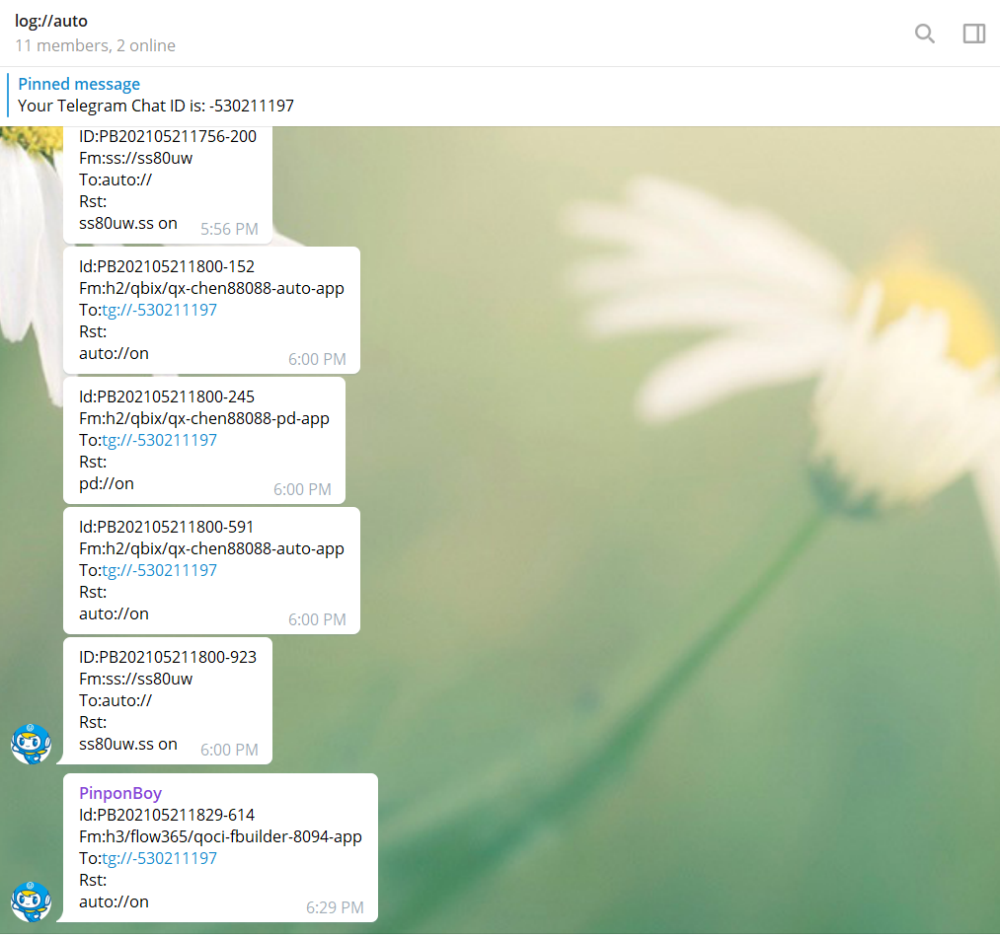 log://auto
11 members, 2 online
Pinned message
Your Telegram Chat ID is: -530211197
ID:PB202105211756-200
Fm:ss://ss80uw
To:auto://
Rst:
ss80uw.ss on 5:56 PM
Id:PB202105211800-152
Fm:h2/qbix/qx-chen88088-auto-app
To:tg://-530211197
Rst:
auto://on 6:00 PM
Id:PB202105211800-245
Fm:h2/qbix/qx-chen88088-pd-app
To:tg://-530211197
Rst:
pd://on 6:00 PM
Id:PB202105211800-591
Fm:h2/qbix/qx-chen88088-auto-app
To:tg://-530211197
Rst:
auto://on 6:00 PM
ID:PB202105211800-923
Fm:ss://ss80uw
To:auto://
Rst:
ss80uw.ss on 6:00 PM
PinponBoy
Id:PB202105211829-614
Fm:h3/flow365/qoci-fbuilder-8094-app
To:tg://-530211197
Rst:
auto://on 6:29 PM